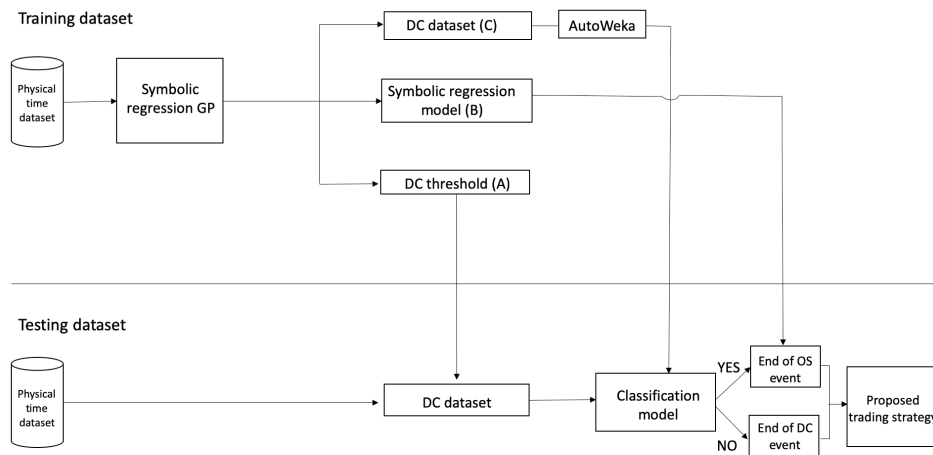 Training dataset
DC dataset (C)
AutoWeka
Physical
time
dataset
Symbolic
regression GP
Symbolic regression
model (B)
DC threshold (A)
Testing dataset
Physical
time
dataset
DC dataset
Classification
model
YES
NO
End of OS
event
End of DC
event
Proposed
trading strategy